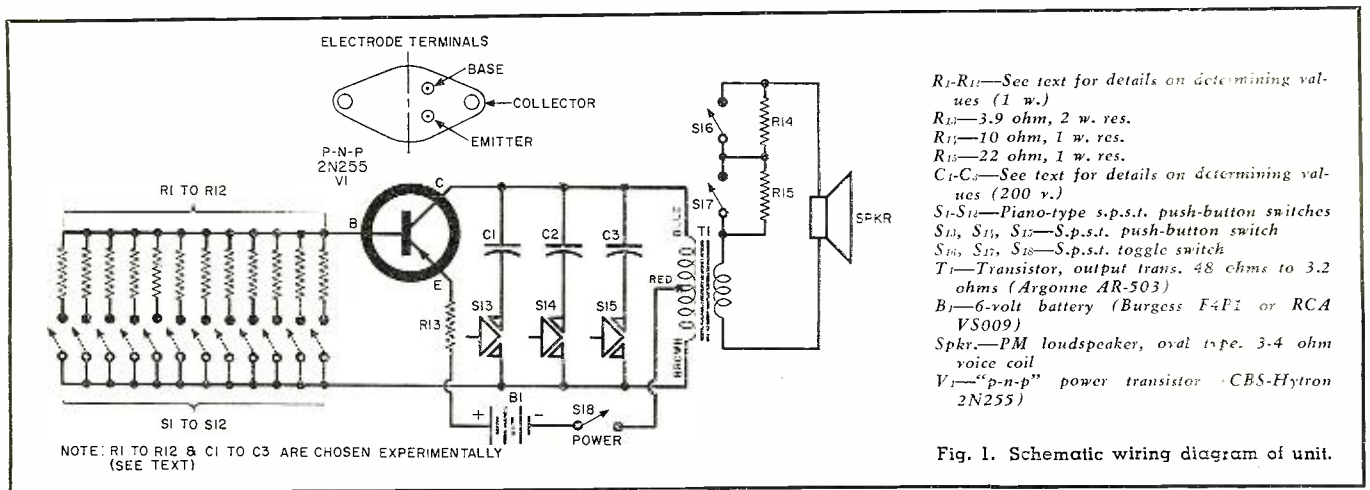 ELECTRODE TERMINALS
BASE
COLLECTOR
EMITTER
P-N-P
2N255
V1
R1 TO R12
B
C
E
C1
C2
C3
R13
S13
S14
S15
BLUE
RED
BROWN
T1
S16
S17
R14
R15
SPKR
S1 TO S12
+
B1
-
S18
POWER
NOTE: R1 TO R12 & C1 TO C3 ARE CHOSEN EXPERIMENTALLY
(SEE TEXT)
R1-R12—See text for details on determining val-
ues (1 w.)
R13—3.9 ohm, 2 w. res.
R14—10 ohm, 1 w. res.
R15—22 ohm, 1 w. res.
C1-C3—See text for details on determining val-
ues (200 v.)
S1-S12—Piano-type s.p.s.t. push-button switches
S13, S14, S15—S.p.s.t. push-button switch
S16, S17, S18—S.p.s.t. toggle switch
T1—Transistor, output trans. 48 ohms to 3.2
ohms (Argonne AR-503)
B1—6-volt battery (Burgess F4P1 or RCA
VS009)
Spkr.—PM loudspeaker, oval type. 3-4 ohm
voice coil
V1—"p-n-p" power transistor (CBS-Hytron
2N255)
Fig. 1. Schematic wiring diagram of unit.